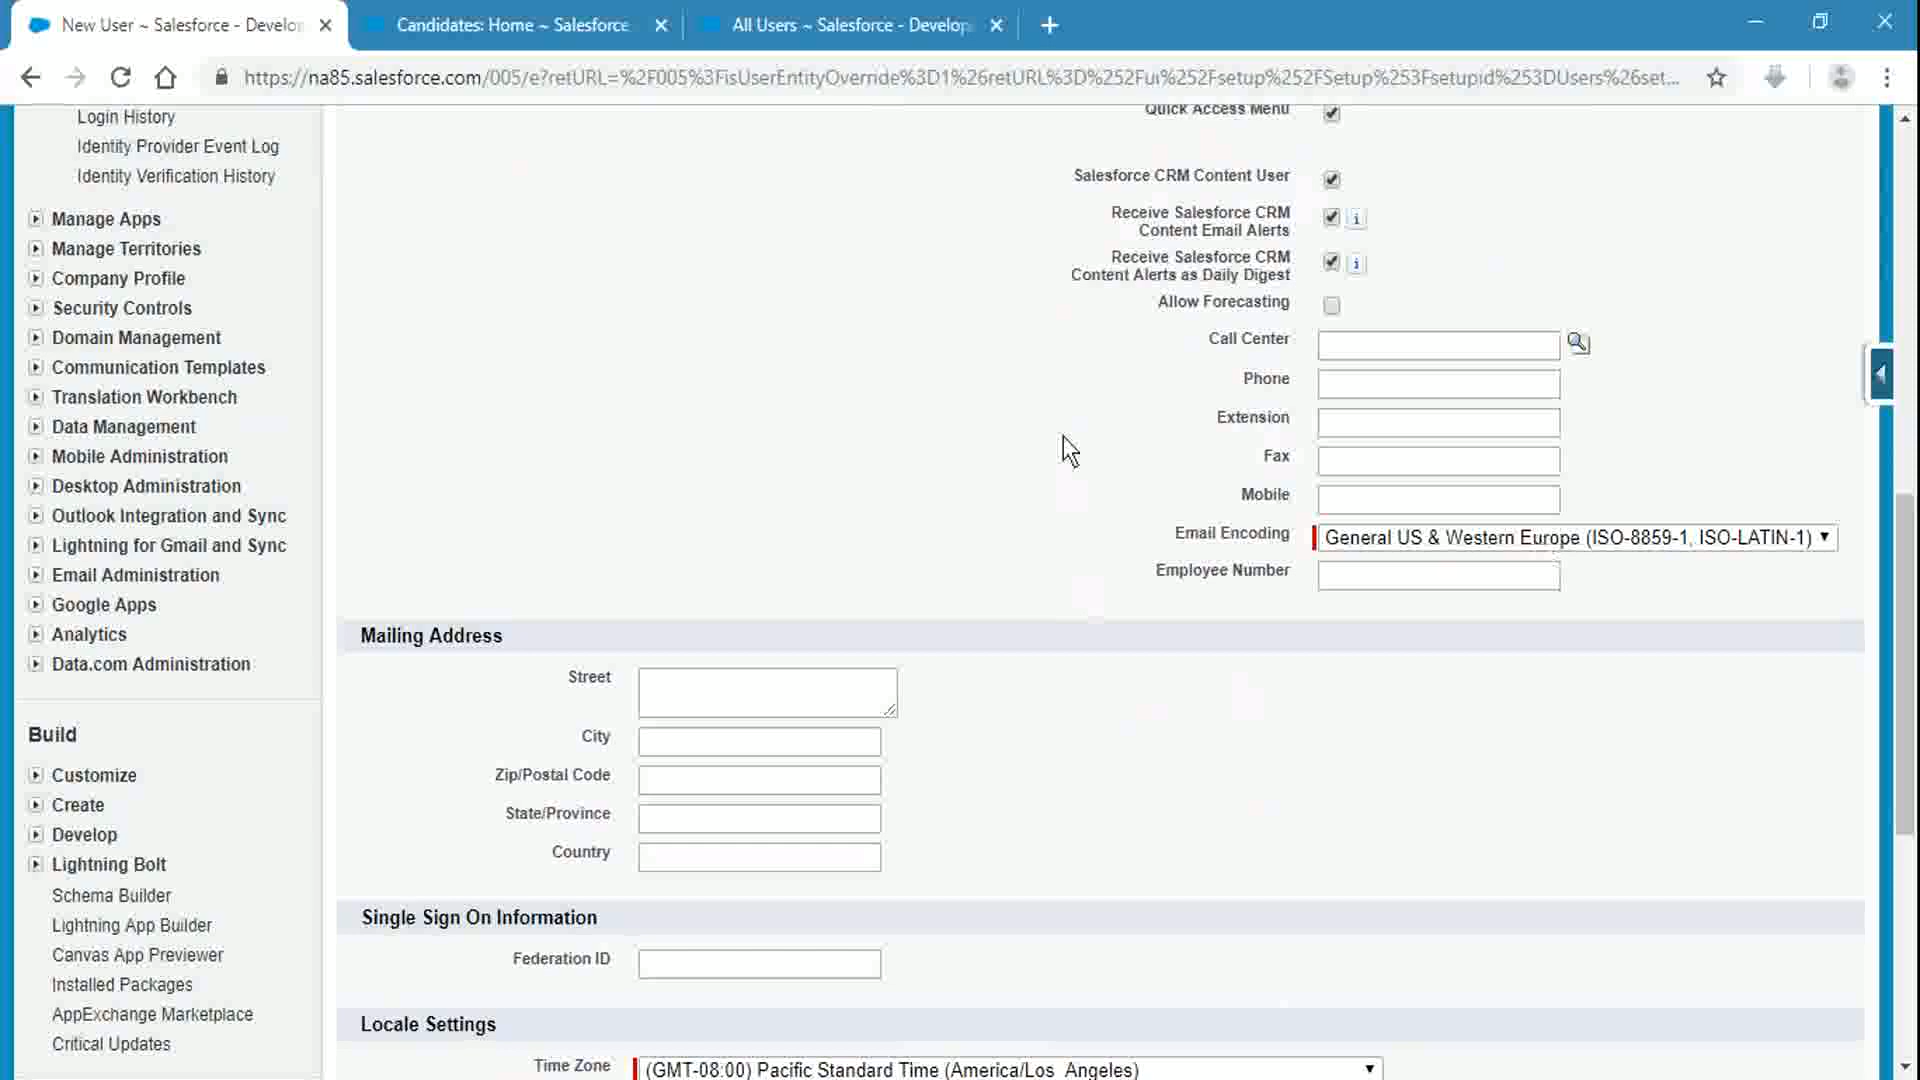 New User ~ Salesforce - Develop
Candidates: Home ~ Salesforce
All Users ~ Salesforce - Develop
https://na85.salesforce.com/005/e?retURL=%2F005%3FisUserEntityOverride%3D1%26retURL%3D%252Fui%252Fsetup%252FSetup%253Fsetupid%253DUsers%26set...
Login History
Identity Provider Event Log
Identity Verification History
Manage Apps
Manage Territories
Company Profile
Security Controls
Domain Management
Communication Templates
Translation Workbench
Data Management
Mobile Administration
Desktop Administration
Outlook Integration and Sync
Lightning for Gmail and Sync
Email Administration
Google Apps
Analytics
Data.com Administration
Build
Customize
Create
Develop
Lightning Bolt
Schema Builder
Lightning App Builder
Canvas App Previewer
Installed Packages
AppExchange Marketplace
Critical Updates
Quick Access Menu
Salesforce CRM Content User
Receive Salesforce CRM
Content Email Alerts
Receive Salesforce CRM
Content Alerts as Daily Digest
Allow Forecasting
Call Center
Phone
Extension
Fax
Mobile
Email Encoding
General US & Western Europe (ISO-8859-1, ISO-LATIN-1)
Employee Number
Mailing Address
Street
City
Zip/Postal Code
State/Province
Country
Single Sign On Information
Federation ID
Locale Settings
Time Zone
(GMT-08:00) Pacific Standard Time (America/Los_Angeles)